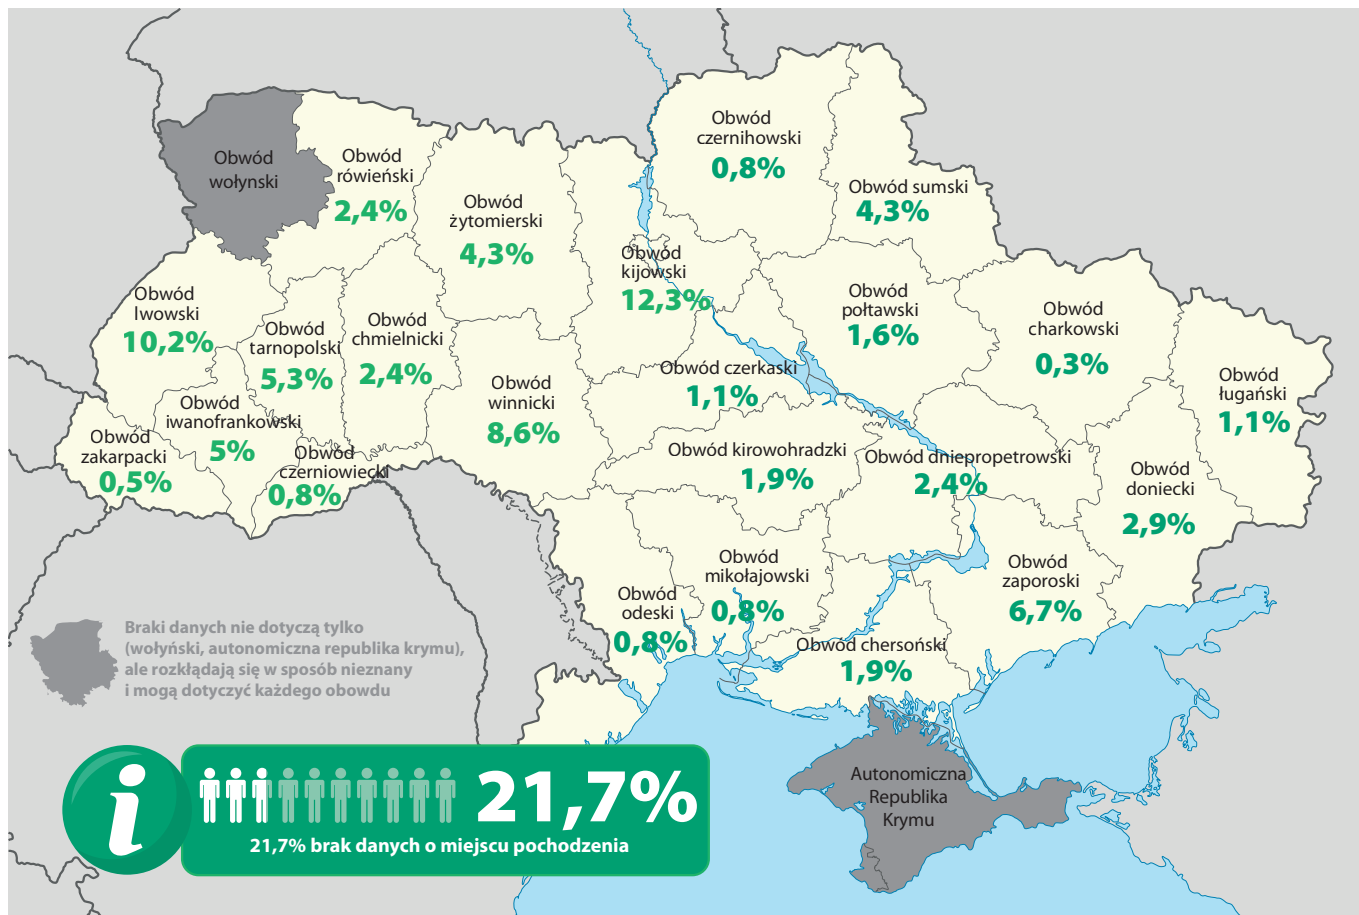 Obwód
czernihowski
0,8%
Obwód
wołynski
Obwód
rówieński
2,4%
Obwód sumski
4,3%
Obwód
żytomierski
4,3%
Obwód
kijowski
12,3%
Obwód
lwowski
10,2%
Obwód
tarnopolski
5,3%
Obwód
chmielnicki
2,4%
Obwód
połtawski
1,6%
Obwód
charkowski
0,3%
Obwód
ługański
1,1%
Obwód czerkaski
1,1%
Obwód
winnicki
8,6%
Obwód
iwanofrankowski
5%
Obwód
zakarpacki
0,5%
Obwód
czerniowiecki
0,8%
Obwód kirowohradzki
1,9%
Obwód dniepropetrowski
2,4%
Obwód
doniecki
2,9%
Obwód
mikołajowski
0,8%
Obwód
zaporoski
6,7%
Obwód
odeski
0,8%
Obwód chersoński
1,9%
Braki danych nie dotyczą tylko
(wołyński, autonomiczna republika krymu),
ale rozkłądają się w sposób nieznany
i mogą dotyczyć każdego obowdu
Autonomiczna
Republika
Krymu
i
21,7%
21,7% brak danych o miejscu pochodzenia